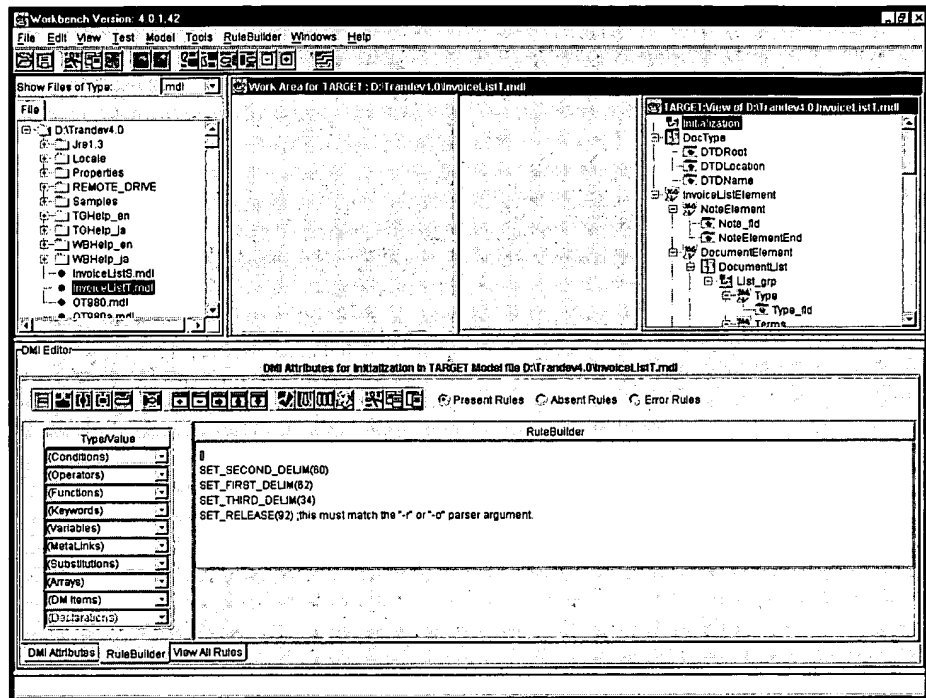 Workbench Version: 4.0.1.42
File Edit View Test Model Tools RuleBuilder Windows Help
Show Files of Type: .mdl
File
D:\Trandev4.0
Jre1.3
Locale
Properties
REMOTE_DRIVE
Samples
TGHelp_en
TGHelp_ja
WBHelp_en
WBHelp_ja
InvoiceListS.mdl
InvoiceListT.mdl
OT980.mdl
OT980a.mdl
Work Area for TARGET : D:\Trandev4.0\InvoiceListT.mdl
TARGET:View of D:\Trandev4.0\InvoiceListT.mdl
Initialization
DocType
DTDRoot
DTDLocation
DTDName
InvoiceListElement
NoteElement
Note_fld
NoteElementEnd
DocumentElement
DocumentList
List_grp
Type
Type_fld
Terms
DMI Editor
DMI Attributes for Initialization in TARGET Model file D:\Trandev4.0\InvoiceListT.mdl
Present Rules Absent Rules Error Rules
Type/Value
(Conditions)
(Operators)
(Functions)
(Keywords)
(Variables)
(MetaLinks)
(Substitutions)
(Arrays)
(DM Items)
(Declarations)
RuleBuilder
[]
SET_SECOND_DELIM(60)
SET_FIRST_DELIM(62)
SET_THIRD_DELIM(34)
SET_RELEASE(92) ;this must match the "-r" or "-o" parser argument.
DMI Attributes RuleBuilder View All Rules